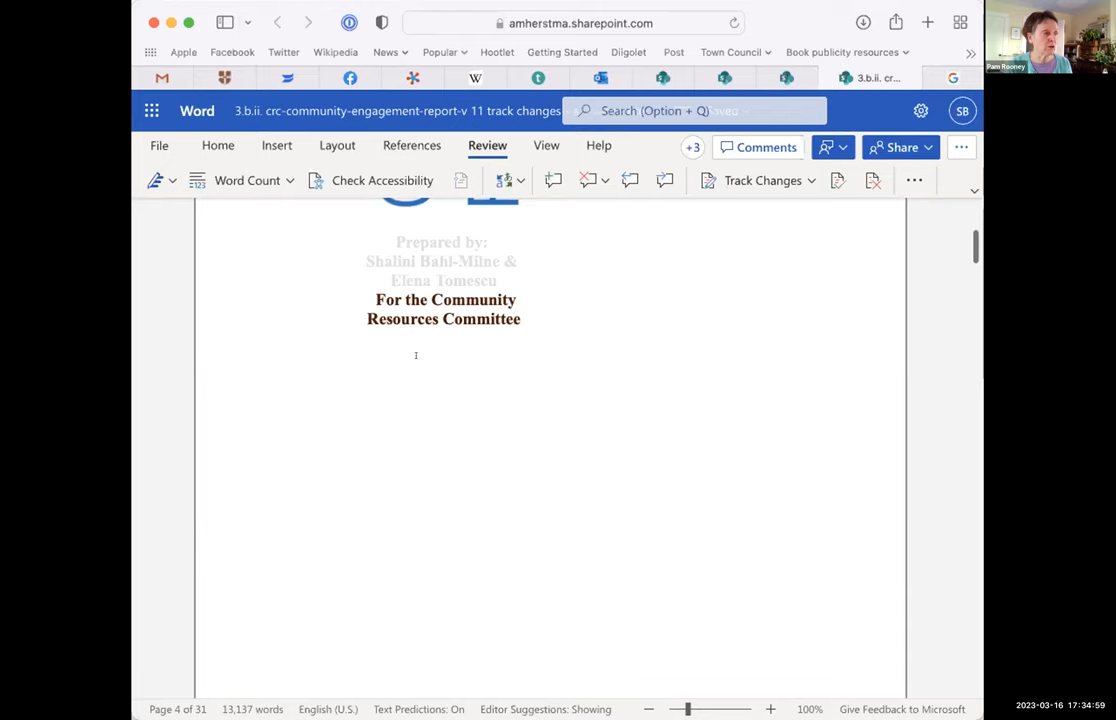 amherstma.sharepoint.com
Apple Facebook Twitter Wikipedia News Popular Hootlet Getting Started Diigolet Post Town Council Book publicity resources
3.b.ii. cr...
Pam Rooney
Word 3.b.ii. crc-community-engagement-report-v 11 track changes Search (Option + Q) SB
File Home Insert Layout References Review View Help +3 Comments Share
Word Count Check Accessibility Track Changes
Prepared by:
Shalini Bahl-Milne &
Elena Tomescu
For the Community
Resources Committee
Page 4 of 31 13,137 words English (U.S.) Text Predictions: On Editor Suggestions: Showing 100% Give Feedback to Microsoft
2023-03-16 17:34:59